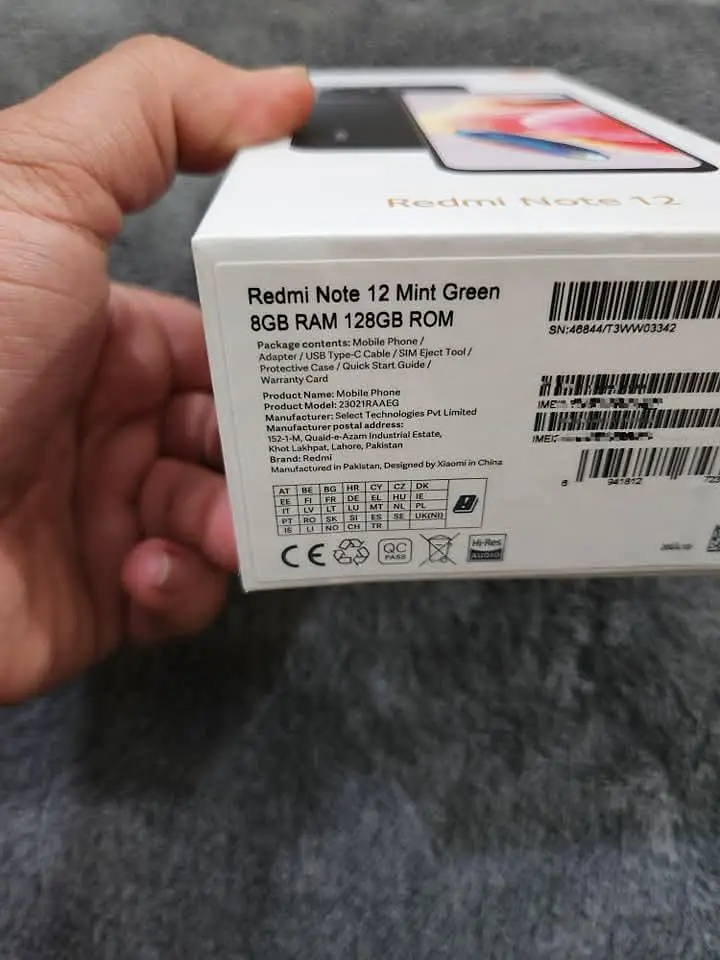 Redmi Note 12
Redmi Note 12 Mint Green
8GB RAM 128GB ROM
Package contents: Mobile Phone /
Adapter / USB Type-C Cable / SIM Eject Tool /
Protective Case / Quick Start Guide /
Warranty Card
Product Name: Mobile Phone
Product Model: 23021RAAEG
Manufacturer: Select Technologies Pvt Limited
Manufacturer postal address:
152-1-M, Quaid-e-Azam Industrial Estate,
Khot Lakhpat, Lahore, Pakistan
Brand: Redmi
Manufactured in Pakistan, Designed by Xiaomi in China
AT BE BG HR CY CZ DK
EE FI FR DE EL HU IE
IT LV LT LU MT NL PL
PT RO SK SI ES SE UK(NI)
IS LI NO CH TR
CE
QC
PASS
Hi-Res
AUDIO
SN:46844/T3WW03342
IMEI
IMEI
6 941812 723